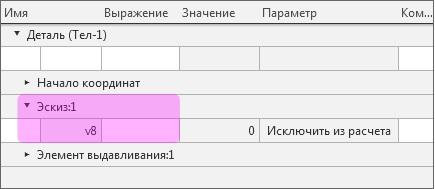 Имя Выражение Значение Параметр Ком...
Деталь (Тел-1)
Начало координат
Эскиз:1
v8 0 Исключить из расчета
Элемент выдавливания:1